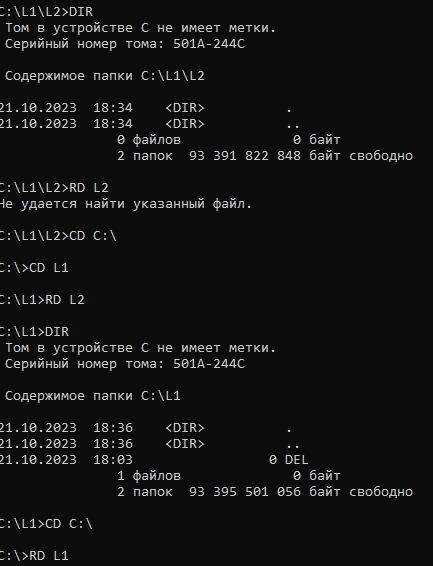 C:\L1\L2>DIR
 Том в устройстве C не имеет метки.
 Серийный номер тома: 501A-244C

 Содержимое папки C:\L1\L2

21.10.2023  18:34    <DIR>          .
21.10.2023  18:34    <DIR>          ..
               0 файлов              0 байт
               2 папок  93 391 822 848 байт свободно

C:\L1\L2>RD L2
Не удается найти указанный файл.

C:\L1\L2>CD C:\

C:\>CD L1

C:\L1>RD L2

C:\L1>DIR
 Том в устройстве C не имеет метки.
 Серийный номер тома: 501A-244C

 Содержимое папки C:\L1

21.10.2023  18:36    <DIR>          .
21.10.2023  18:36    <DIR>          ..
21.10.2023  18:03                 0 DEL
               1 файлов              0 байт
               2 папок  93 395 501 056 байт свободно

C:\L1>CD C:\

C:\>RD L1